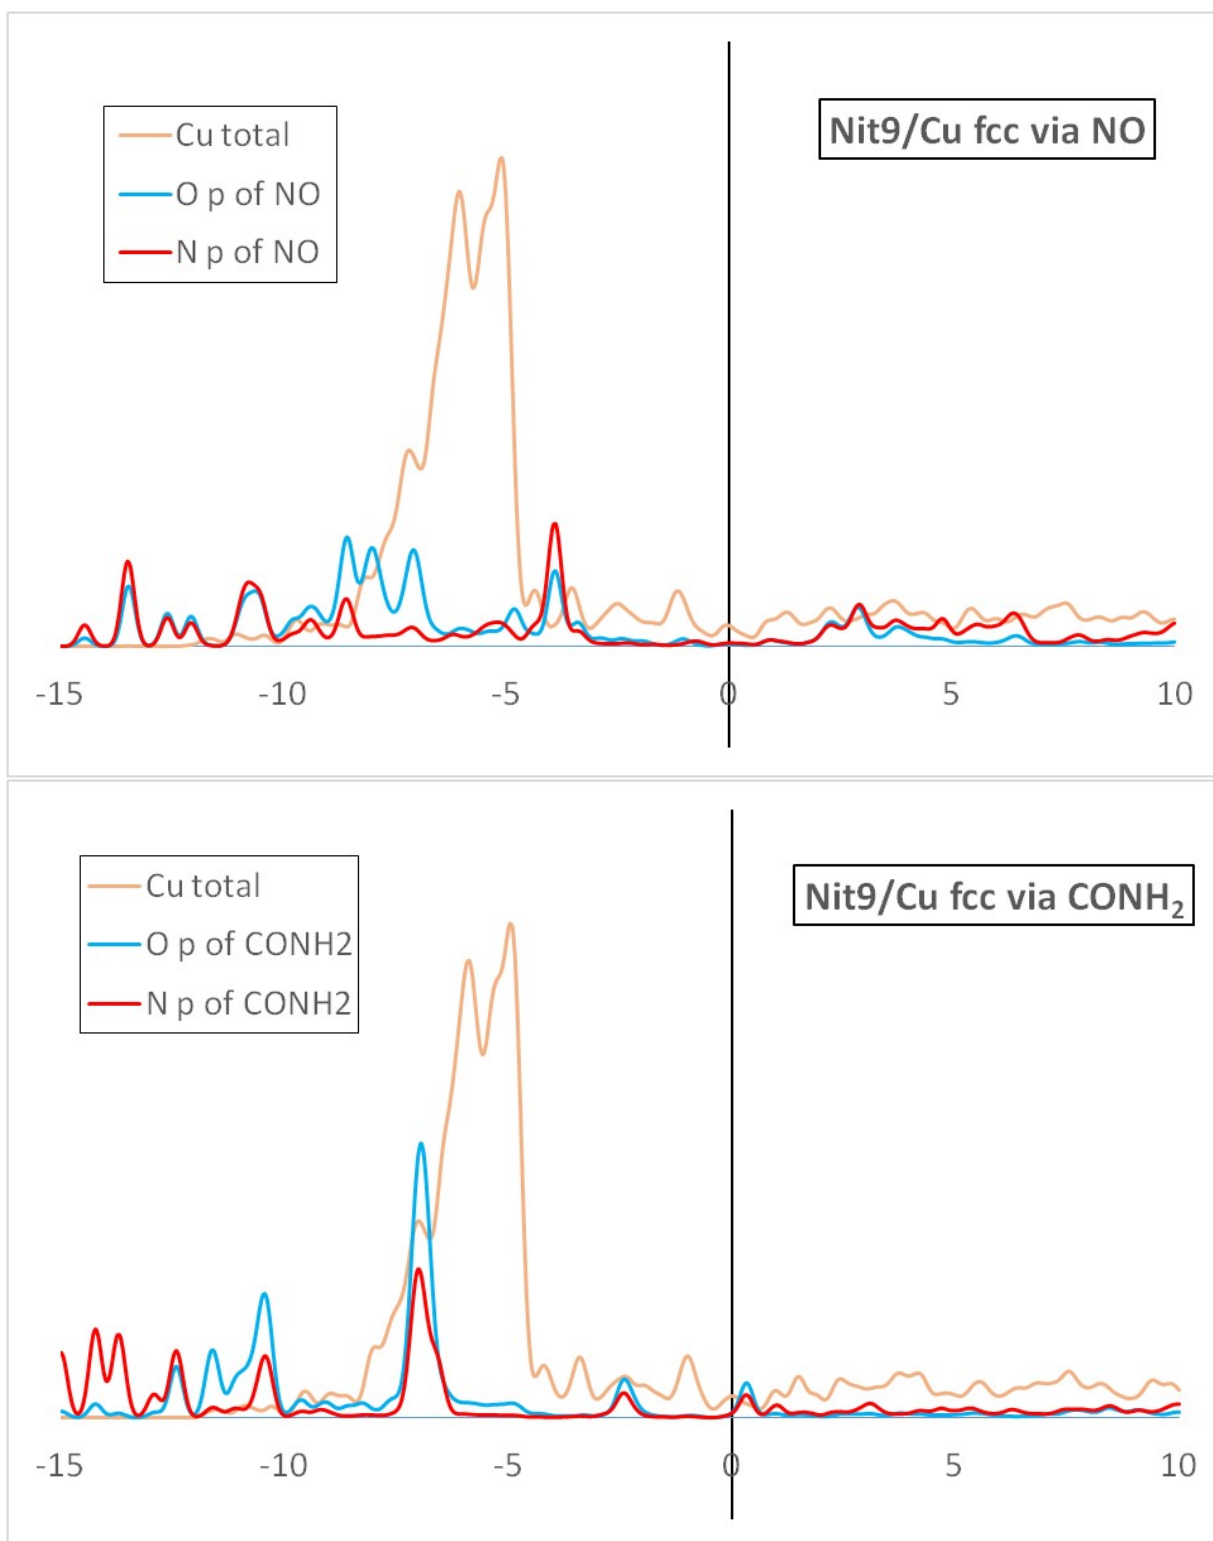 Nit9/Cu fcc via NO
Cu total
O p of NO
N p of NO
-15 -10 -5 0 5 10
Nit9/Cu fcc via CONH₂
Cu total
O p of CONH2
N p of CONH2
-15 -10 -5 0 5 10